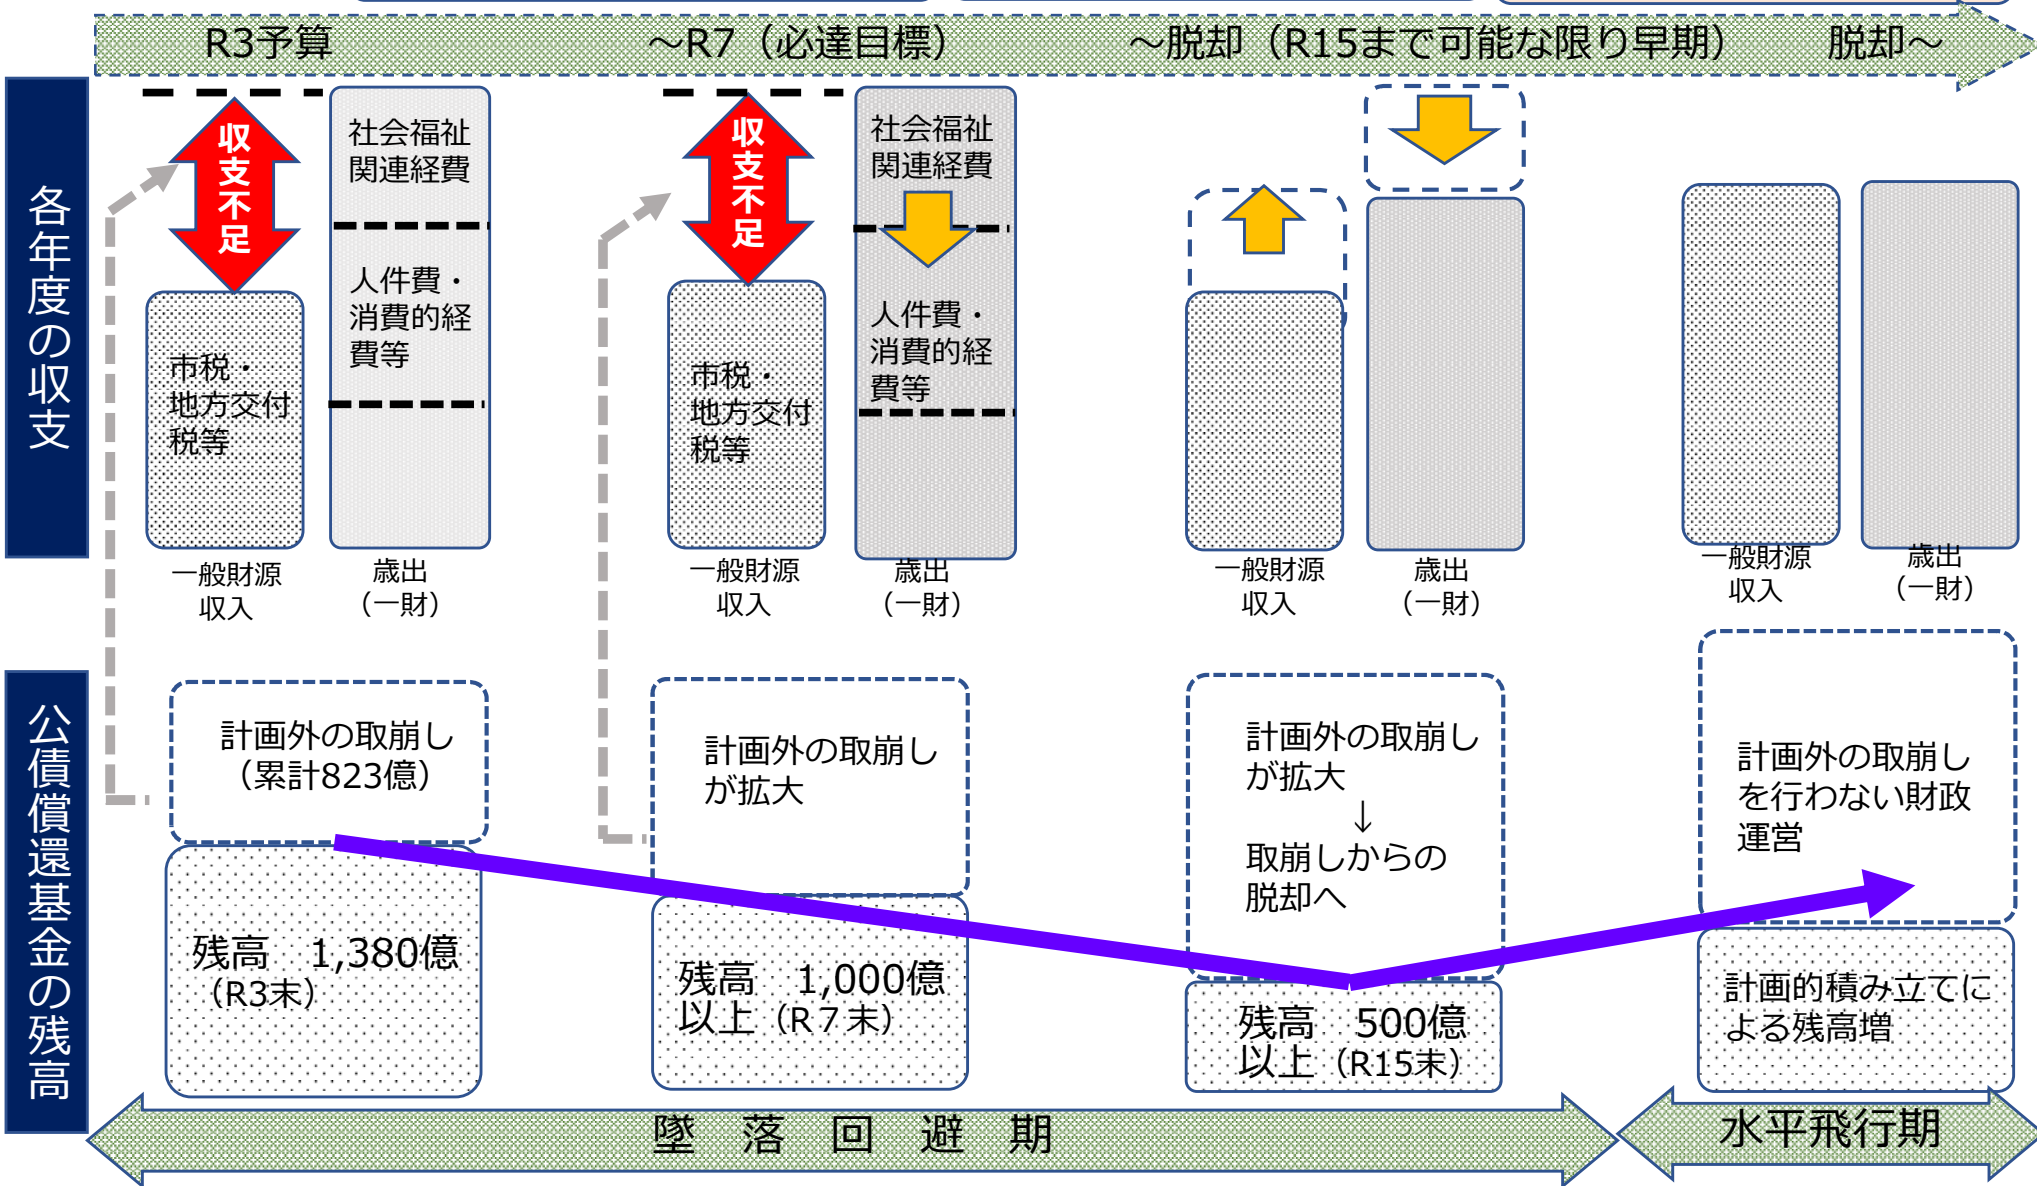 R3予算
～R7（必達目標）
～脱却（R15まで可能な限り早期）
脱却～
各年度の収支
収支不足
社会福祉
関連経費
人件費・
消費的経
費等
市税・
地方交付
税等
一般財源
収入
歳出
（一財）
収支不足
社会福祉
関連経費
人件費・
消費的経
費等
市税・
地方交付
税等
一般財源
収入
歳出
（一財）
一般財源
収入
歳出
（一財）
一般財源
収入
歳出
（一財）
公債償還基金の残高
計画外の取崩し
（累計823億）
残高　1,380億
（R3末）
計画外の取崩し
が拡大
残高　1,000億
以上（R７末）
計画外の取崩し
が拡大
↓
取崩しからの
脱却へ
残高　500億
以上（R15末）
計画外の取崩し
を行わない財政
運営
計画的積み立てに
よる残高増
墜落回避期
水平飛行期